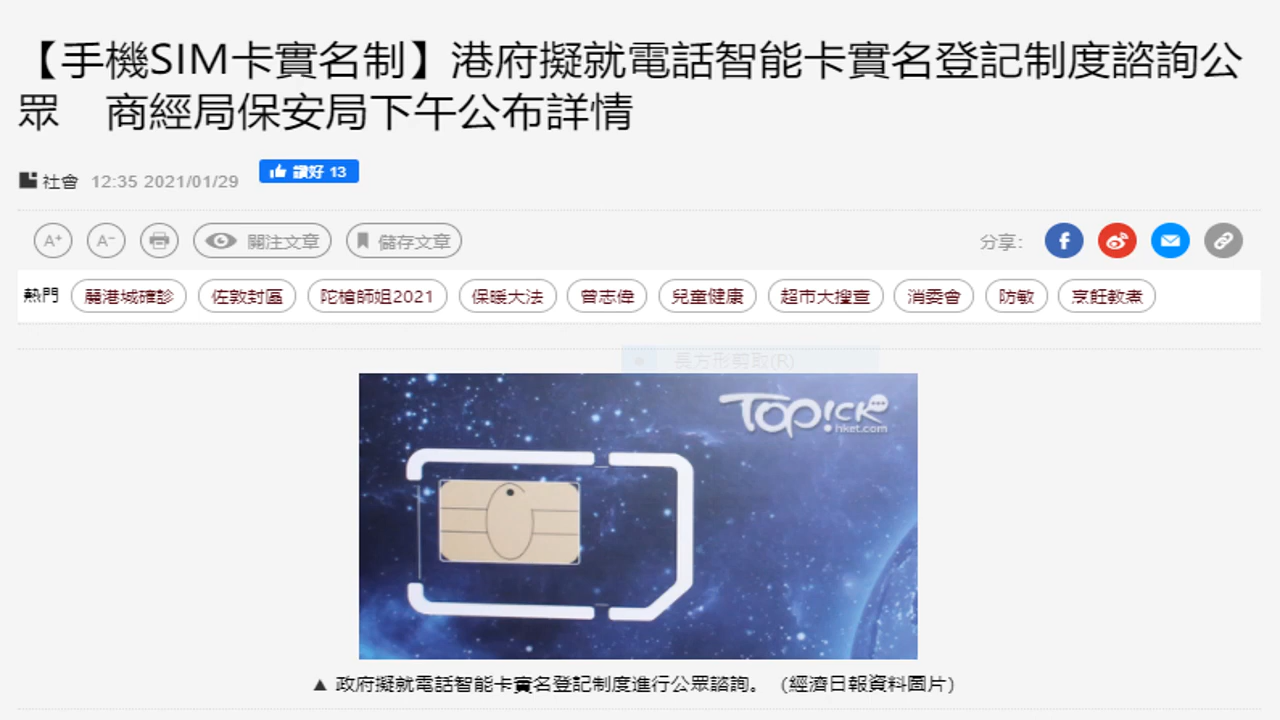 【手機SIM卡實名制】港府擬就電話智能卡實名登記制度諮詢公
眾　商經局保安局下午公布詳情
社會 12:35 2021/01/29 讚好 13
A+ A− 關注文章 儲存文章 分享:
熱門 麗港城確診 佐敦封區 陀槍師姐2021 保暖大法 曾志偉 兒童健康 超市大搜查 消委會 防敏 烹飪教煮
長方形剪取(R)
TOPick
hket.com
▲ 政府擬就電話智能卡實名登記制度進行公眾諮詢。（經濟日報資料圖片）